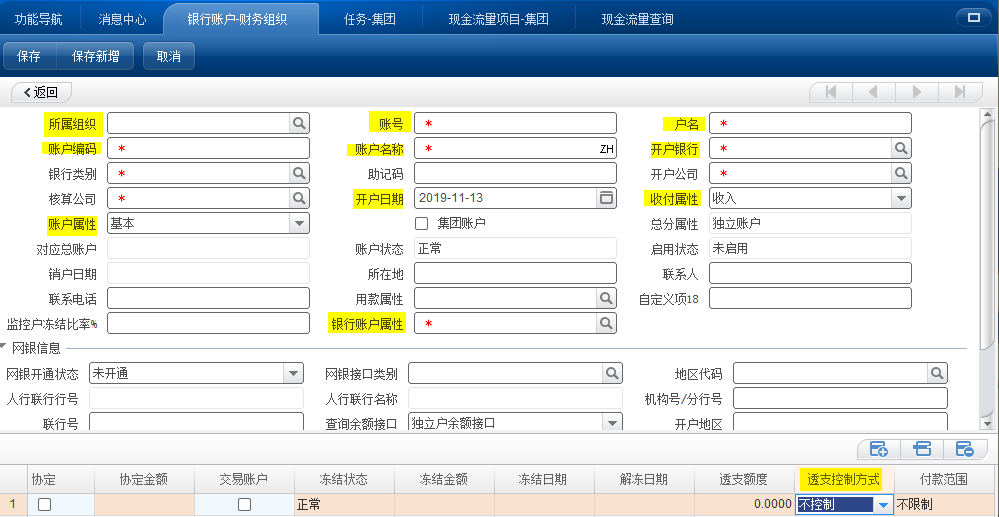 功能导航 消息中心 银行账户-财务组织 任务-集团 现金流量项目-集团 现金流量查询
保存 保存新增 取消
返回
所属组织 账号 * 户名 *
账户编码 * 账户名称 * ZH 开户银行 *
银行类别 * 助记码 开户公司 *
核算公司 * 开户日期 2019-11-13 收付属性 收入
账户属性 基本 集团账户 总分属性 独立账户
对应总账户 账户状态 正常 启用状态 未启用
销户日期 所在地 联系人
联系电话 用款属性 自定义项18
监控户冻结比率% 银行账户属性 *
网银信息
网银开通状态 未开通 网银接口类别 地区代码
人行联行行号 人行联行名称 机构号/分行号
联行号 查询余额接口 独立户余额接口 开户地区
协定 协定金额 交易账户 冻结状态 冻结金额 冻结日期 解冻日期 透支额度 透支控制方式 付款范围
1 正常 0.0000 不控制 不限制